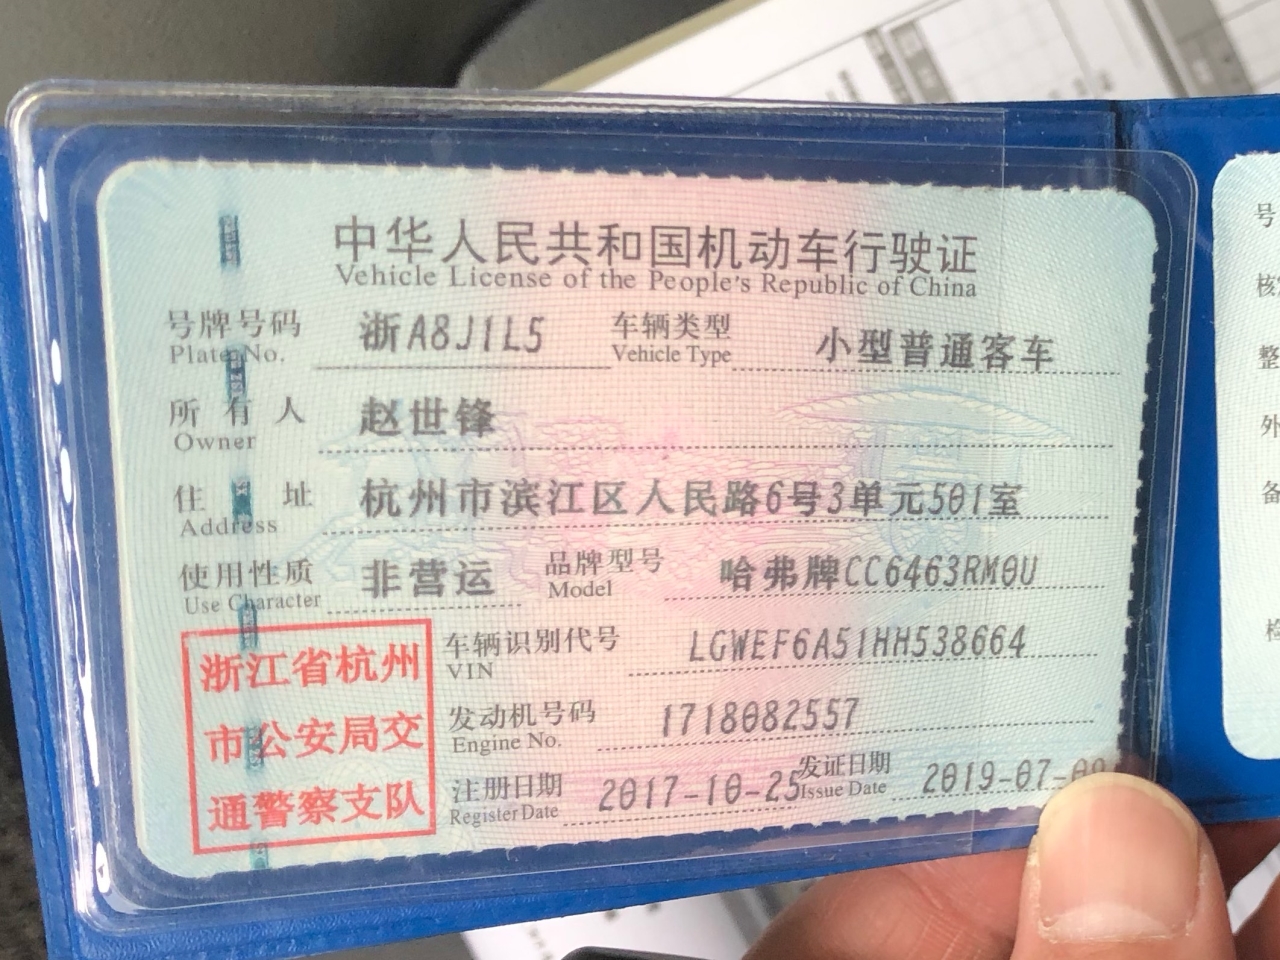 中华人民共和国机动车行驶证
Vehicle License of the People's Republic of China
号牌号码 浙A8J1L5 车辆类型 小型普通客车
Plate No. Vehicle Type
所有人 赵世锋
Owner
住址 杭州市滨江区人民路6号3单元501室
Address
使用性质 非营运 品牌型号 哈弗牌CC6463RM0U
Use Character Model
浙江省杭州
市公安局交
通警察支队
车辆识别代号 LGWEF6A51HH538664
VIN
发动机号码 1718082557
Engine No.
注册日期 2017-10-25 发证日期 2019-07-
Register Date Issue Date
号
核
整
外
备
检